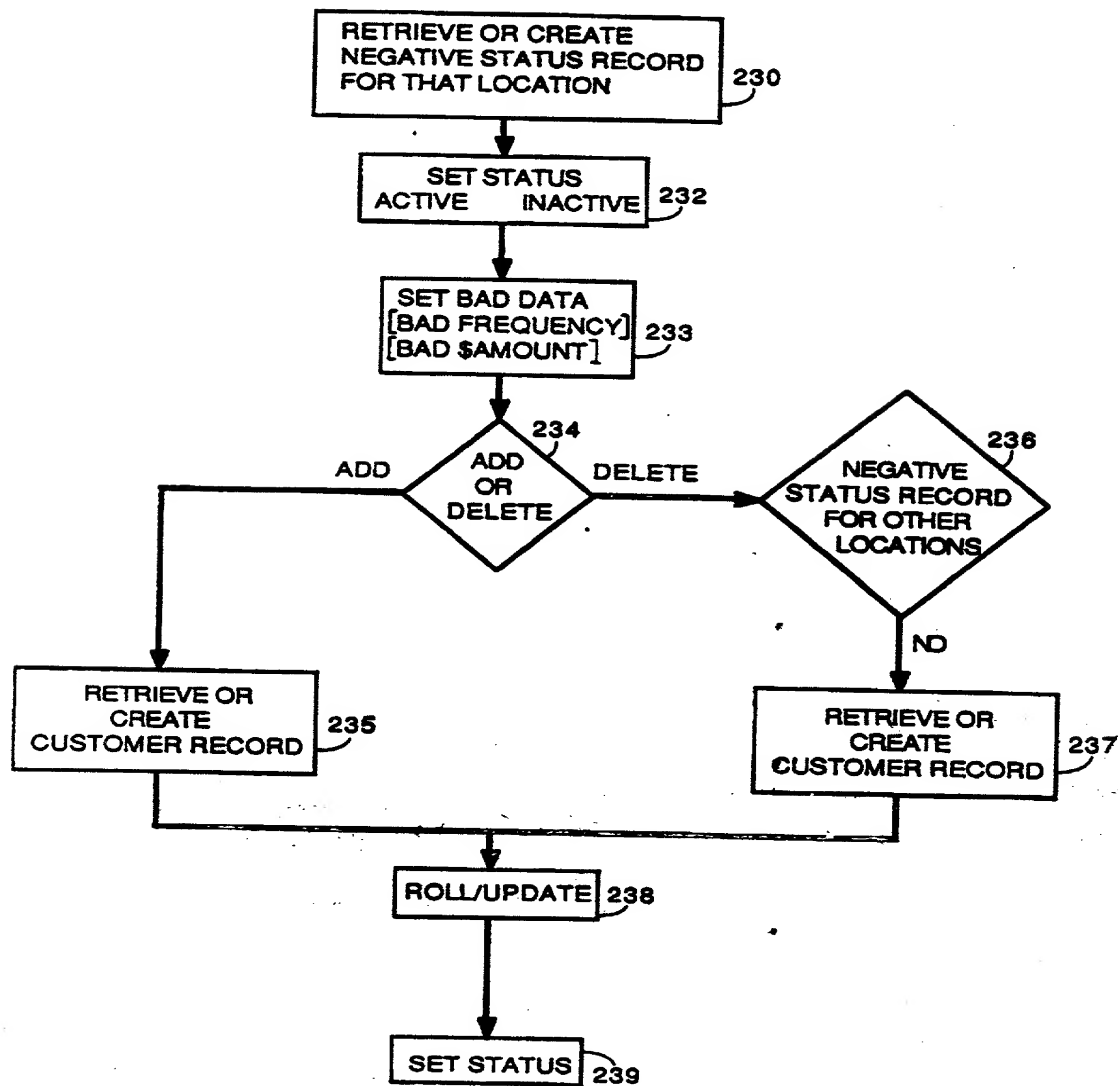 RETRIEVE OR CREATE
NEGATIVE STATUS RECORD
FOR THAT LOCATION
230
SET STATUS
ACTIVE INACTIVE
232
SET BAD DATA
[BAD FREQUENCY]
[BAD $AMOUNT]
233
234
ADD
ADD
OR
DELETE
DELETE
236
NEGATIVE
STATUS RECORD
FOR OTHER
LOCATIONS
NO
RETRIEVE OR
CREATE
CUSTOMER RECORD
235
RETRIEVE OR
CREATE
CUSTOMER RECORD
237
ROLL/UPDATE
238
SET STATUS
239